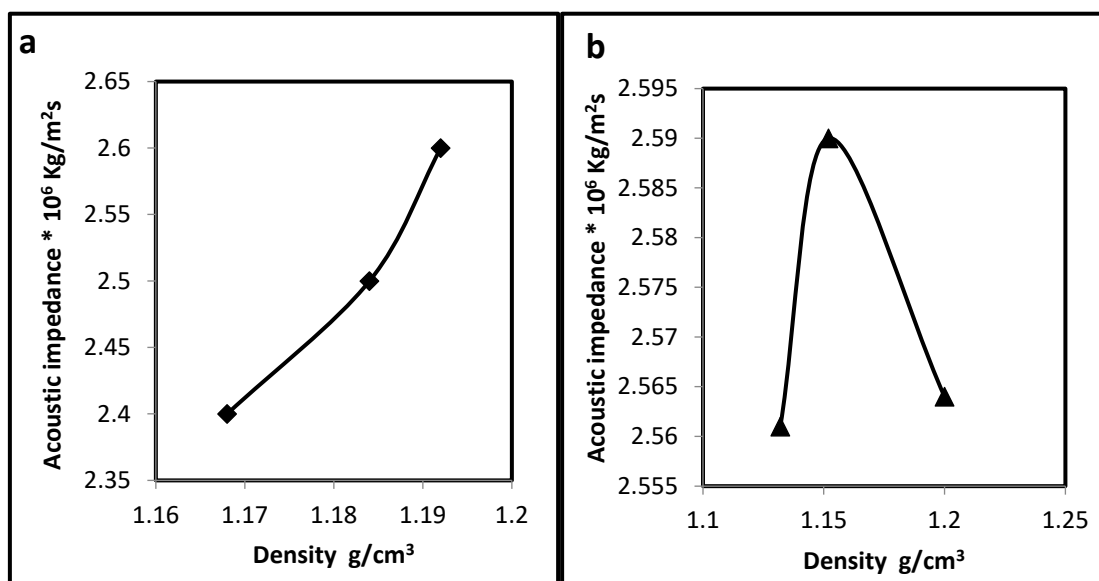 a
Acoustic impedance * 10⁶ Kg/m²s
2.65
2.6
2.55
2.5
2.45
2.4
2.35
1.16 1.17 1.18 1.19 1.2
Density g/cm³
b
Acoustic impedance * 10⁶ Kg/m²s
2.595
2.59
2.585
2.58
2.575
2.57
2.565
2.56
2.555
1.1 1.15 1.2 1.25
Density g/cm³